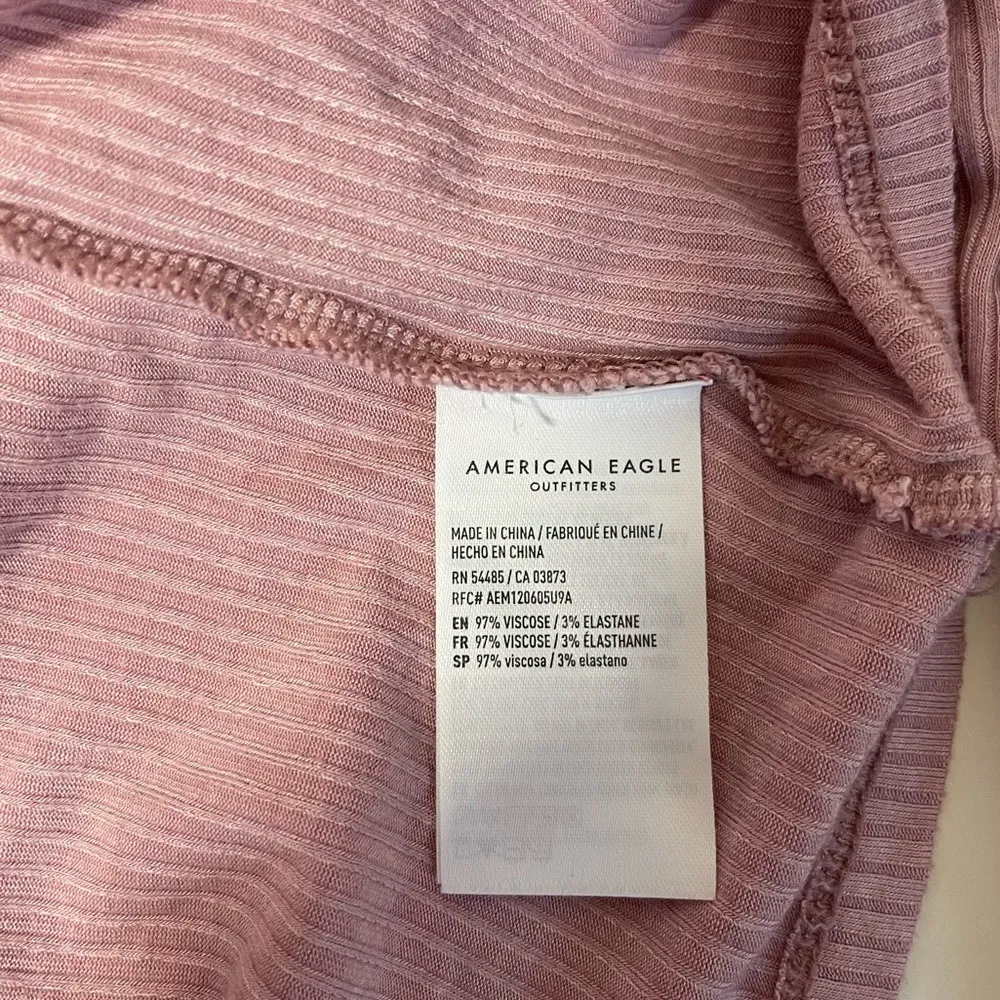 AMERICAN EAGLE
OUTFITTERS
MADE IN CHINA / FABRIQUÉ EN CHINE /
HECHO EN CHINA
RN 54485 / CA 03873
RFC# AEM120605U9A
EN 97% VISCOSE / 3% ELASTANE
FR 97% VISCOSE / 3% ÉLASTHANNE
SP 97% viscosa / 3% elastano